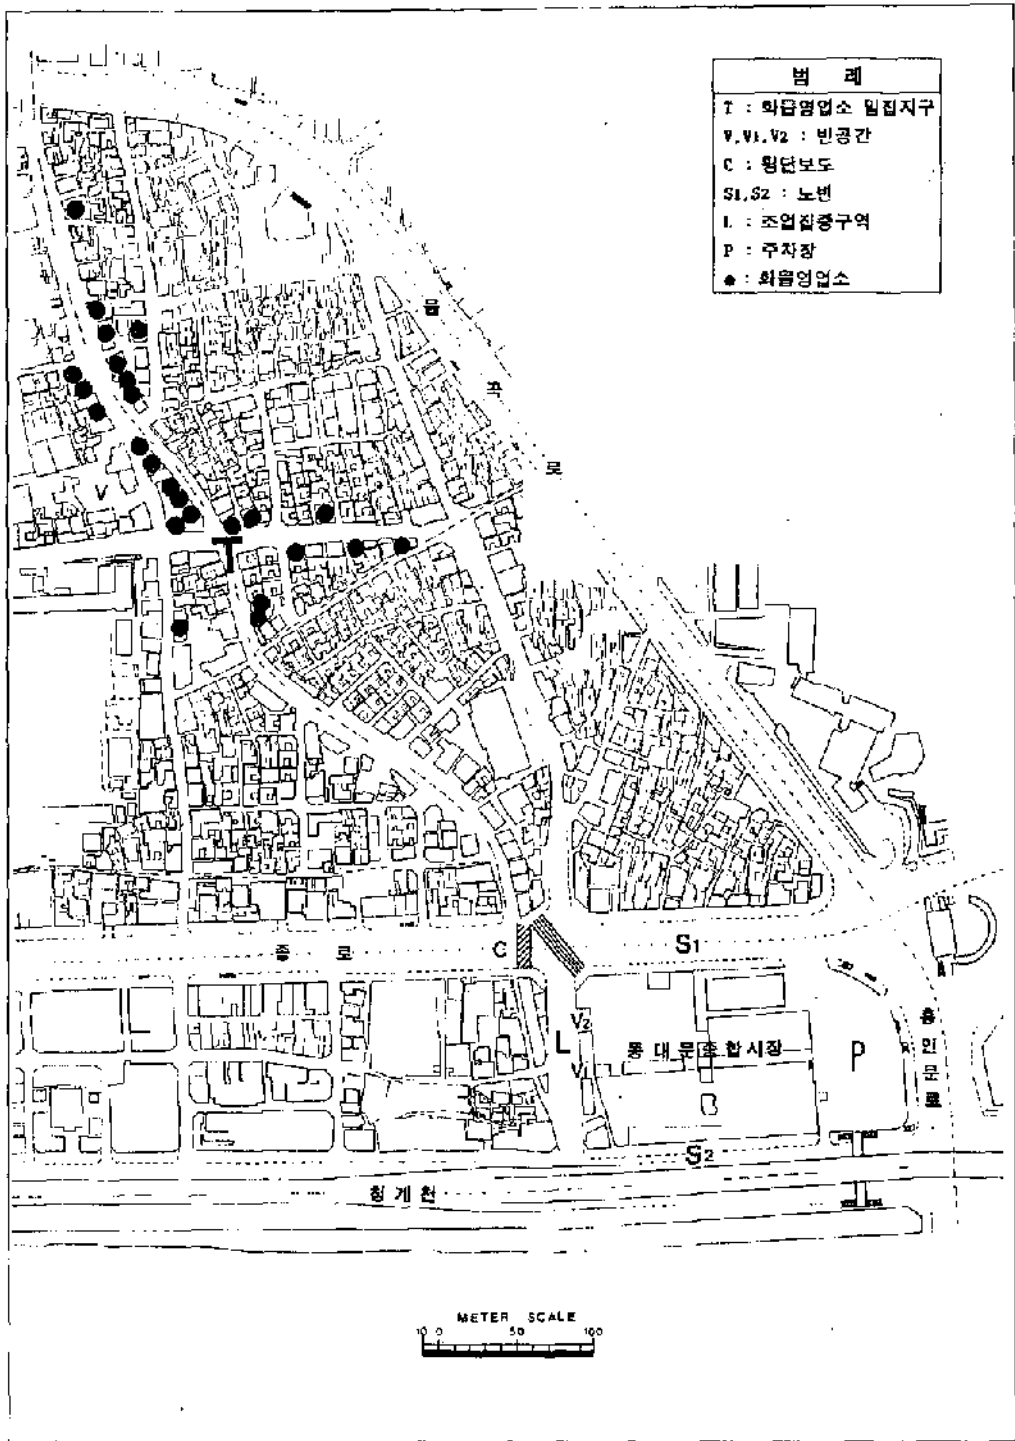 범 례
T : 화물영업소 밀집지구
V,V1,V2 : 빈공간
C : 횡단보도
S1,S2 : 노변
L : 조업집중구역
P : 주차장
● : 화물영업소
율
곡
로
V
T
종 로
C
S1
V2
L
V1
동대문종합시장
P
흥
인
문
로
S2
청계천
METER SCALE
10 0 50 100